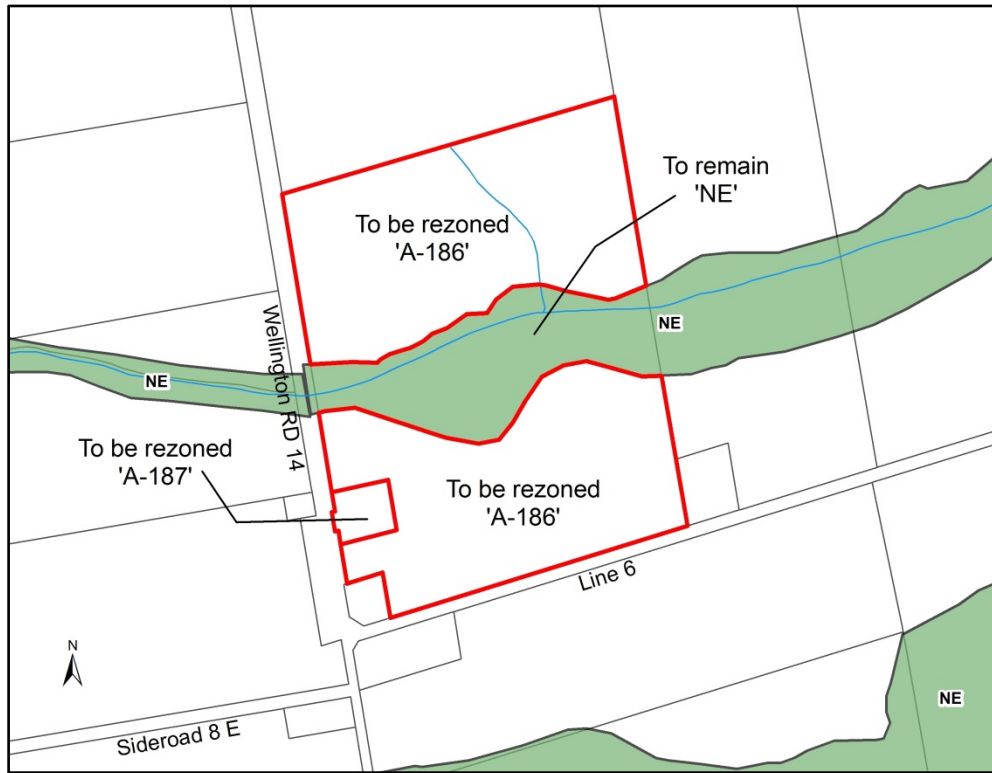 To remain
'NE'
To be rezoned
'A-186'
NE
Wellington RD 14
NE
To be rezoned
'A-187'
To be rezoned
'A-186'
Line 6
N
NE
Sideroad 8 E